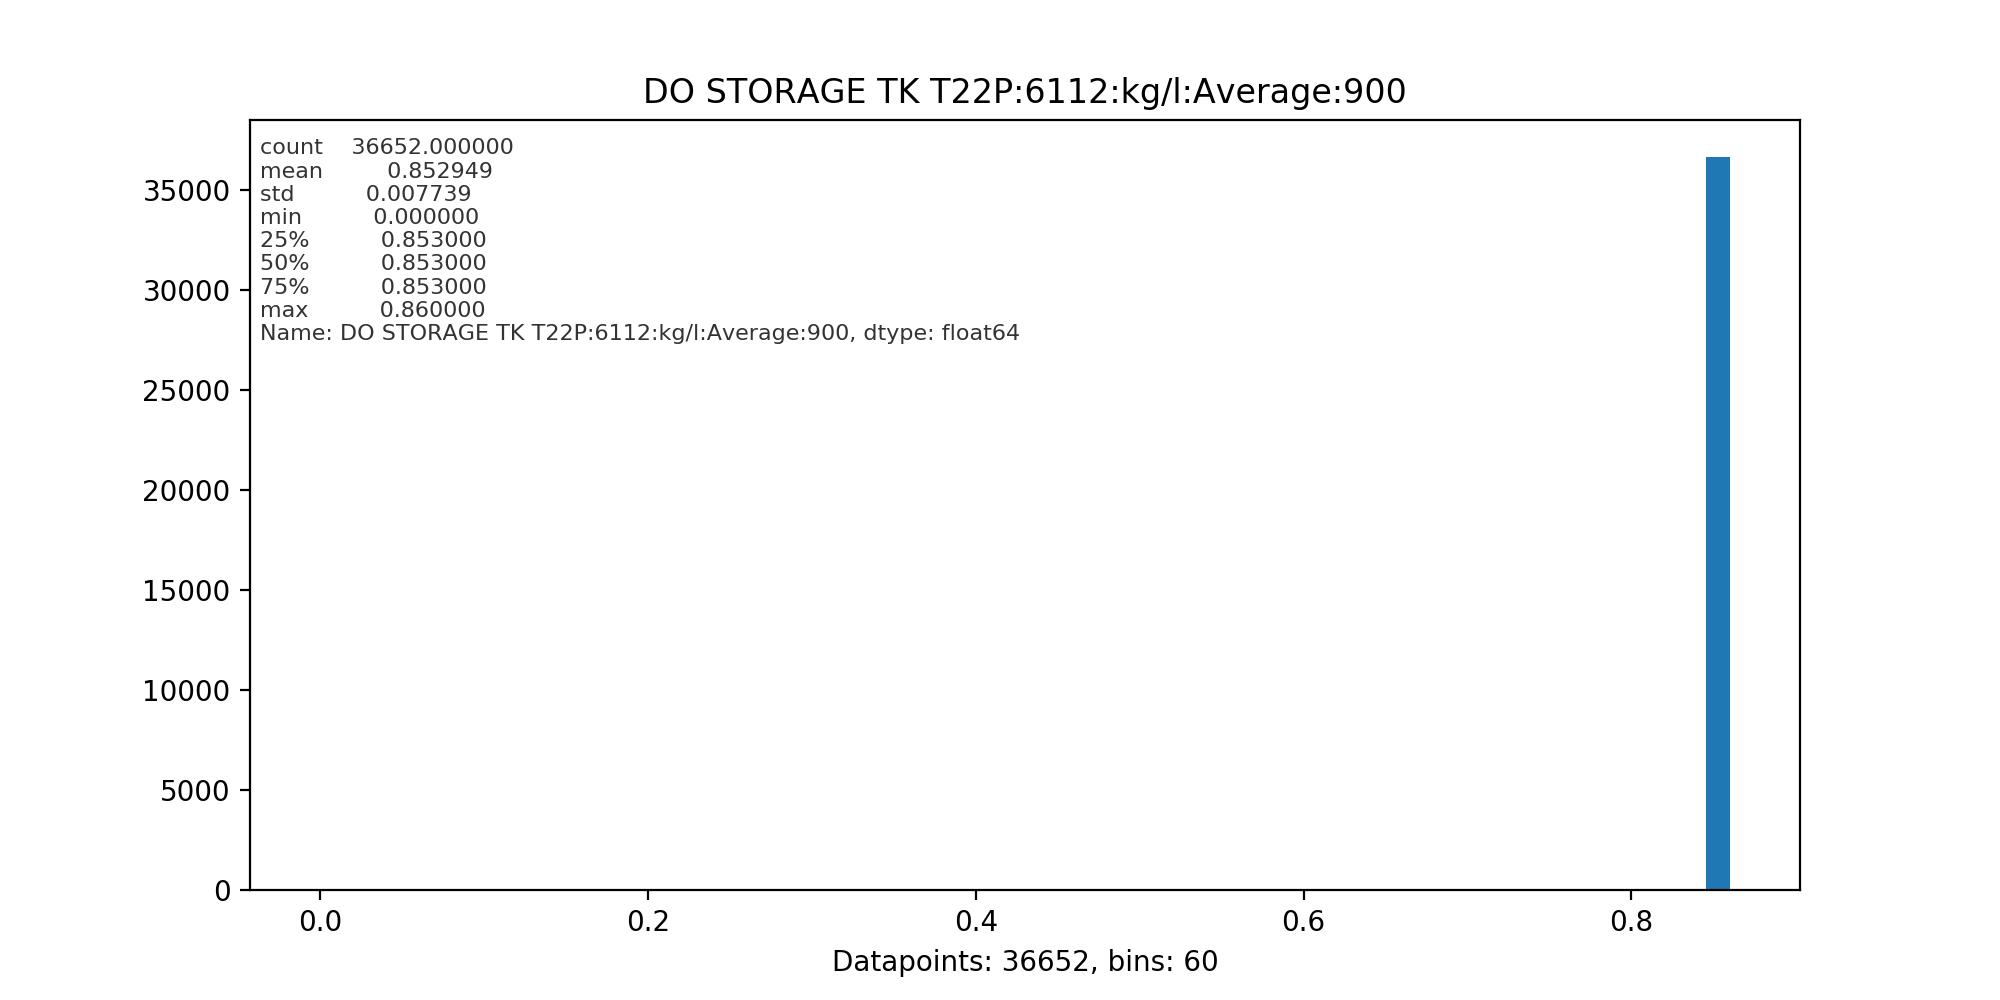 DO STORAGE TK T22P:6112:kg/l:Average:900
count 36652.000000
mean 0.852949
std 0.007739
min 0.000000
25% 0.853000
50% 0.853000
75% 0.853000
max 0.860000
Name: DO STORAGE TK T22P:6112:kg/l:Average:900, dtype: float64
35000
30000
25000
20000
15000
10000
5000
0
0.0 0.2 0.4 0.6 0.8
Datapoints: 36652, bins: 60